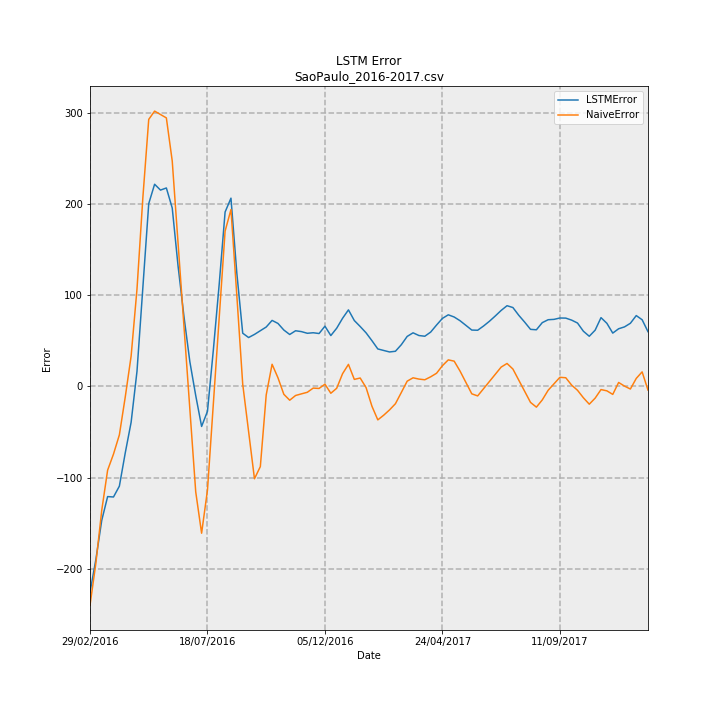 LSTM Error
SaoPaulo_2016-2017.csv
LSTMError
NaiveError
300
200
100
0
−100
−200
Error
29/02/2016
18/07/2016
05/12/2016
24/04/2017
11/09/2017
Date